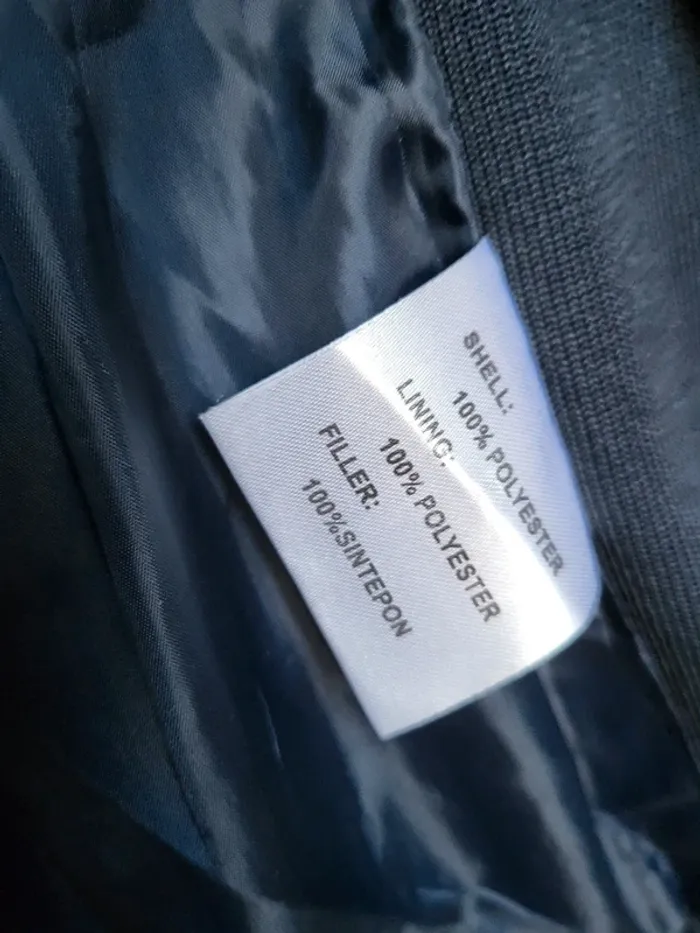 SHELL:
100% POLYESTER
LINING:
100% POLYESTER
FILLER:
100%SINTEPON